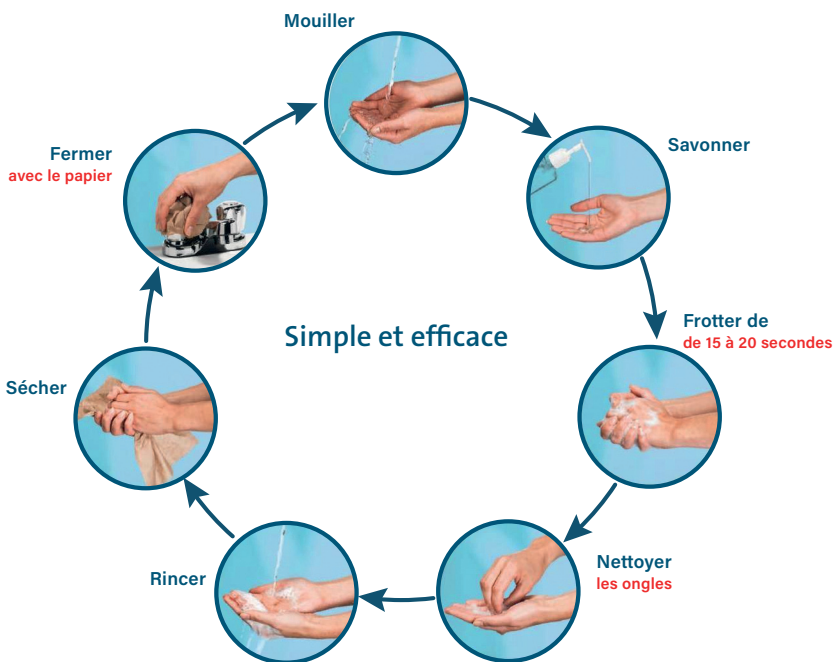 Mouiller
Savonner
Frotter de
de 15 à 20 secondes
Nettoyer
les ongles
Rincer
Sécher
Fermer
avec le papier
Simple et efficace